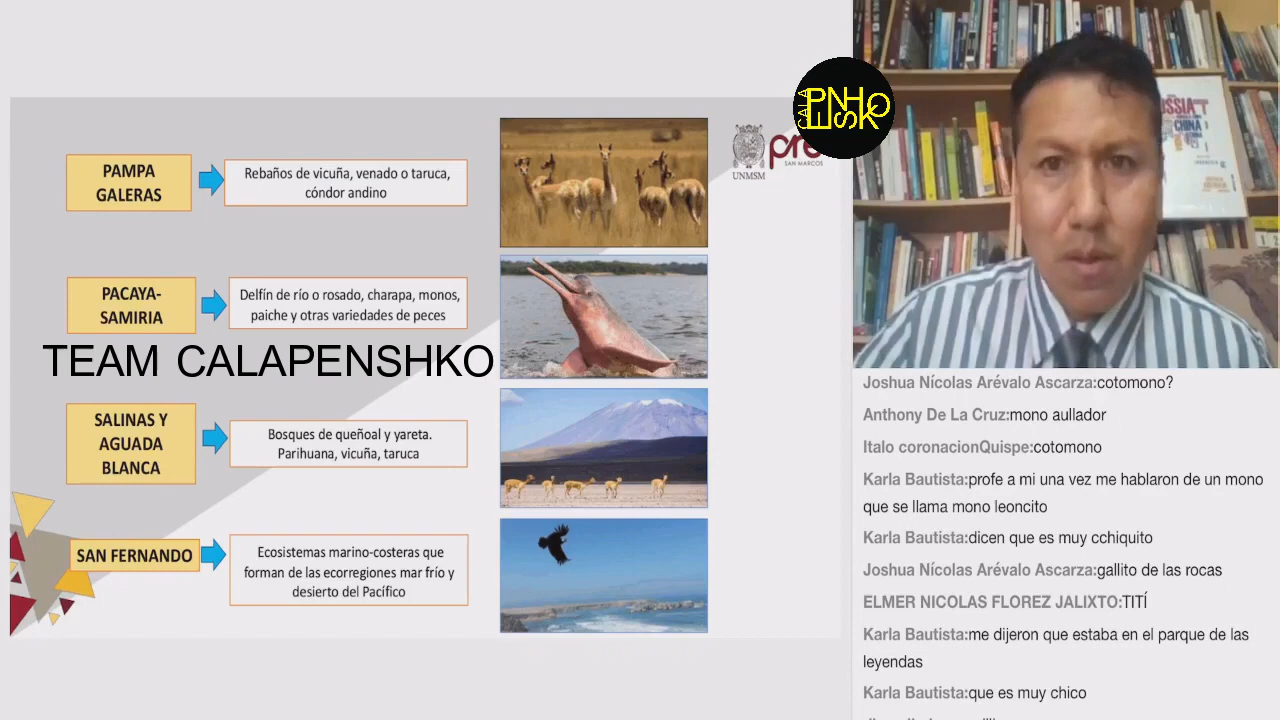 PAMPA
GALERAS
Rebaños de vicuña, venado o taruca,
cóndor andino
PACAYA-
SAMIRIA
Delfín de río o rosado, charapa, monos,
paiche y otras variedades de peces
TEAM CALAPENSHKO
SALINAS Y
AGUADA
BLANCA
Bosques de queñoal y yareta.
Parihuana, vicuña, taruca
SAN FERNANDO
Ecosistemas marino-costeras que
forman de las ecorregiones mar frío y
desierto del Pacífico
UNMSM
pre
SAN MARCOS
CALA
PENSHKO
CHINA
Joshua Nícolas Arévalo Ascarza:cotomono?
Anthony De La Cruz:mono aullador
Italo coronacionQuispe:cotomono
Karla Bautista:profe a mi una vez me hablaron de un mono
que se llama mono leoncito
Karla Bautista:dicen que es muy cchiquito
Joshua Nícolas Arévalo Ascarza:gallito de las rocas
ELMER NICOLAS FLOREZ JALIXTO:TITÍ
Karla Bautista:me dijeron que estaba en el parque de las
leyendas
Karla Bautista:que es muy chico